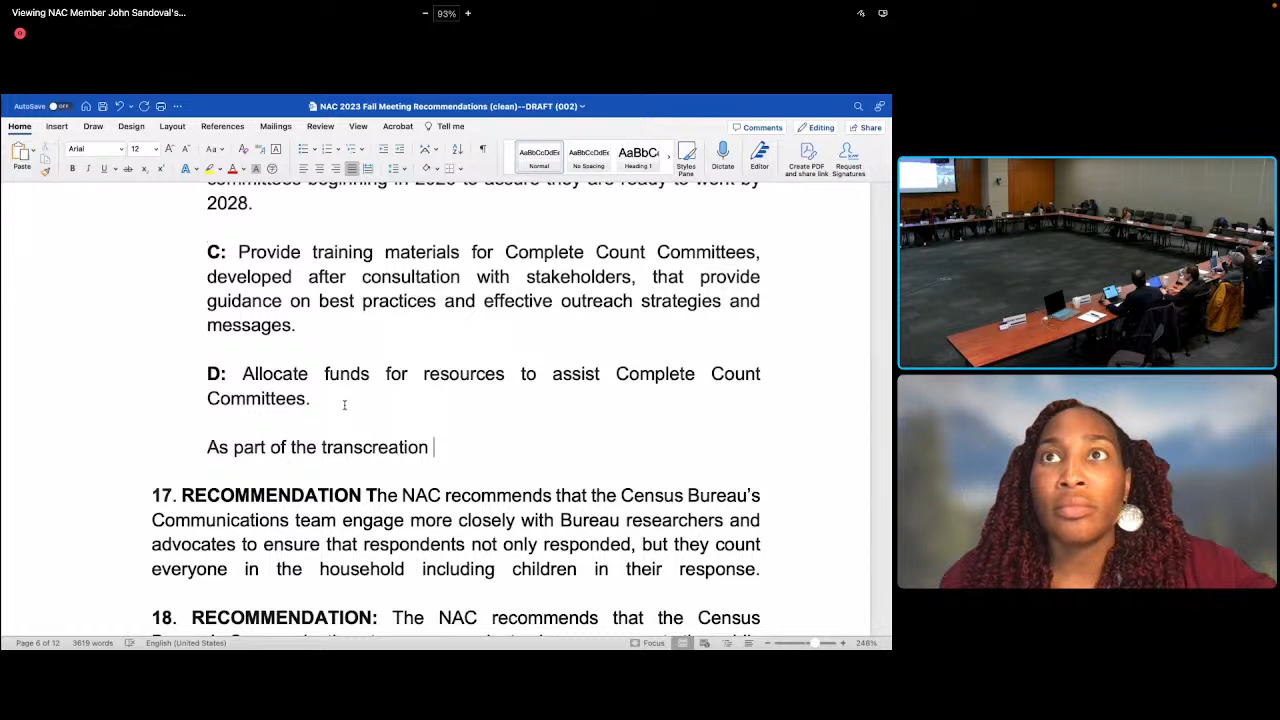 Viewing NAC Member John Sandoval's...
93%
AutoSave OFF
NAC 2023 Fall Meeting Recommendations (clean)--DRAFT (002)
Home Insert Draw Design Layout References Mailings Review View Acrobat Tell me
Comments Editing Share
Paste Arial 12
AaBbCcDdEe AaBbCcDdEe AaBbCc
Normal No Spacing Heading 1
Styles Pane
Dictate
Editor
Create PDF and share link
Request Signatures
2028.
C: Provide training materials for Complete Count Committees,
developed after consultation with stakeholders, that provide
guidance on best practices and effective outreach strategies and
messages.
D: Allocate funds for resources to assist Complete Count
Committees.
As part of the transcreation
17. RECOMMENDATION The NAC recommends that the Census Bureau's
Communications team engage more closely with Bureau researchers and
advocates to ensure that respondents not only responded, but they count
everyone in the household including children in their response.
18. RECOMMENDATION: The NAC recommends that the Census
Page 6 of 12 3619 words English (United States) Focus 248%